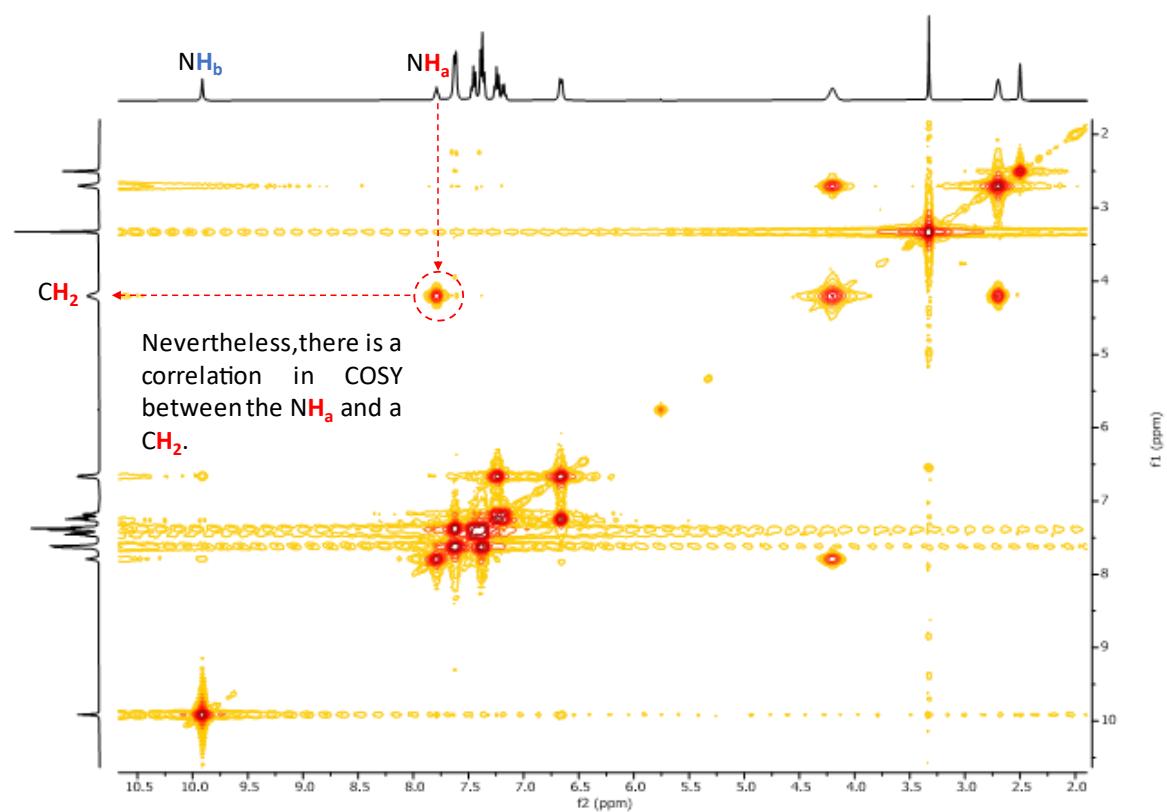 NHb
NHa
2
3
CH2
4
Nevertheless,there is a
correlation in COSY
between the NHa and a
CH2.
5
6
7
8
9
10
f1 (ppm)
10.5 10.0 9.5 9.0 8.5 8.0 7.5 7.0 6.5 6.0 5.5 5.0 4.5 4.0 3.5 3.0 2.5 2.0
f2 (ppm)